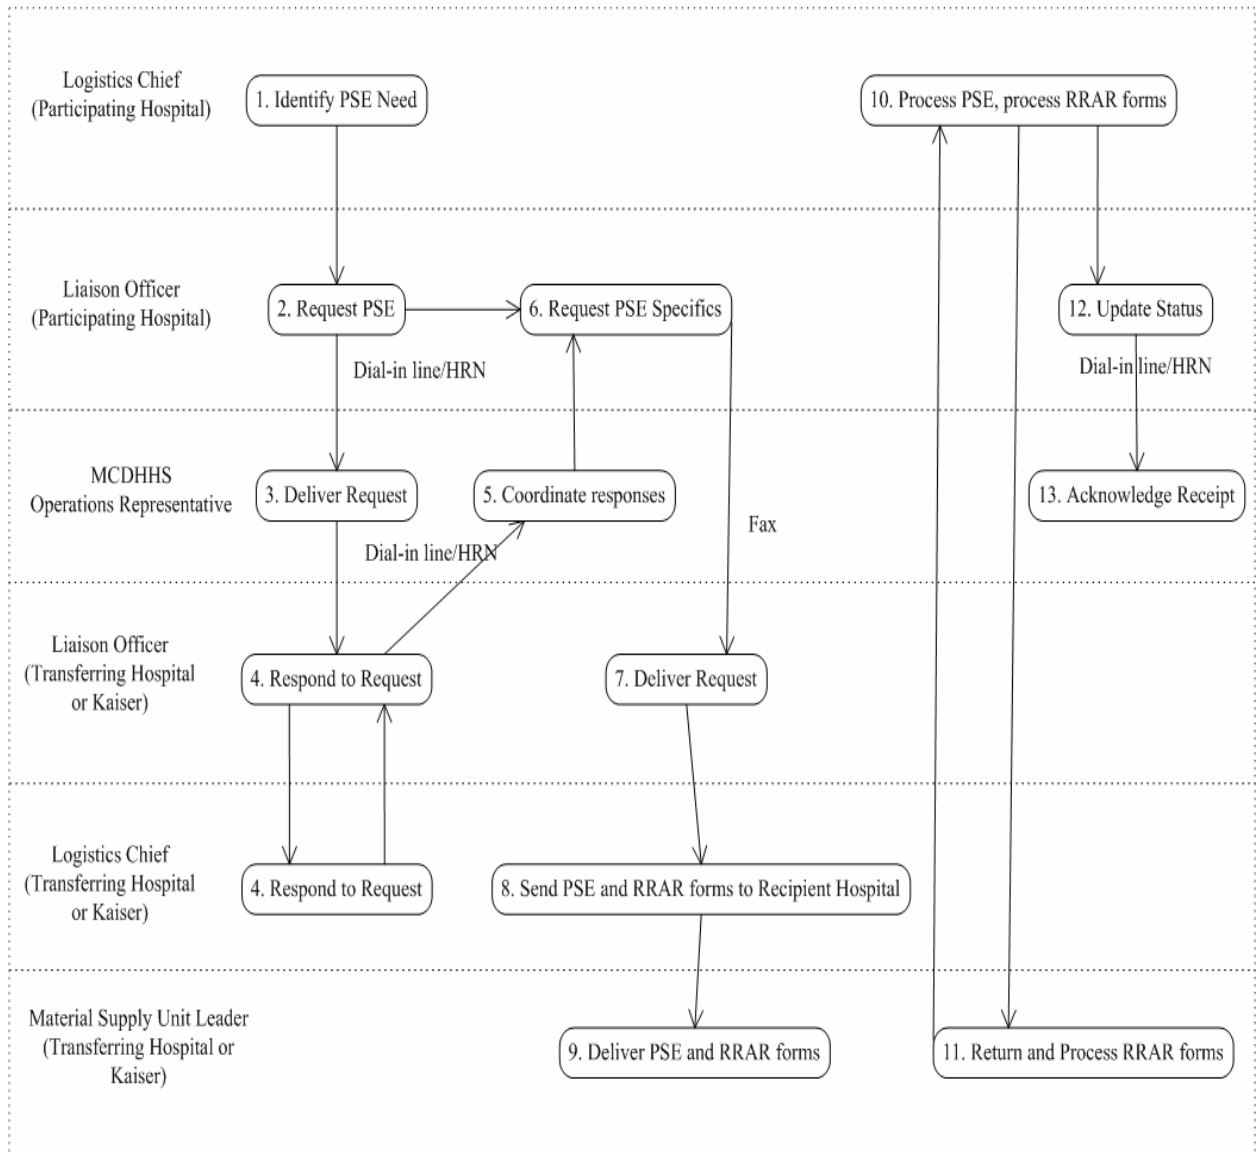 Logistics Chief
(Participating Hospital)
1. Identify PSE Need
10. Process PSE, process RRAR forms
Liaison Officer
(Participating Hospital)
2. Request PSE
6. Request PSE Specifics
12. Update Status
Dial-in line/HRN
Dial-in line/HRN
MCDHHS
Operations Representative
3. Deliver Request
5. Coordinate responses
13. Acknowledge Receipt
Fax
Dial-in line/HRN
Liaison Officer
(Transferring Hospital
or Kaiser)
4. Respond to Request
7. Deliver Request
Logistics Chief
(Transferring Hospital
or Kaiser)
4. Respond to Request
8. Send PSE and RRAR forms to Recipient Hospital
Material Supply Unit Leader
(Transferring Hospital or
Kaiser)
9. Deliver PSE and RRAR forms
11. Return and Process RRAR forms